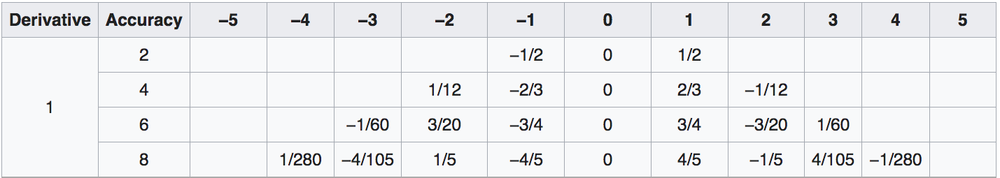 Derivative Accuracy −5 −4 −3 −2 −1 0 1 2 3 4 5
1
2 −1/2 0 1/2
4 1/12 −2/3 0 2/3 −1/12
6 −1/60 3/20 −3/4 0 3/4 −3/20 1/60
8 1/280 −4/105 1/5 −4/5 0 4/5 −1/5 4/105 −1/280